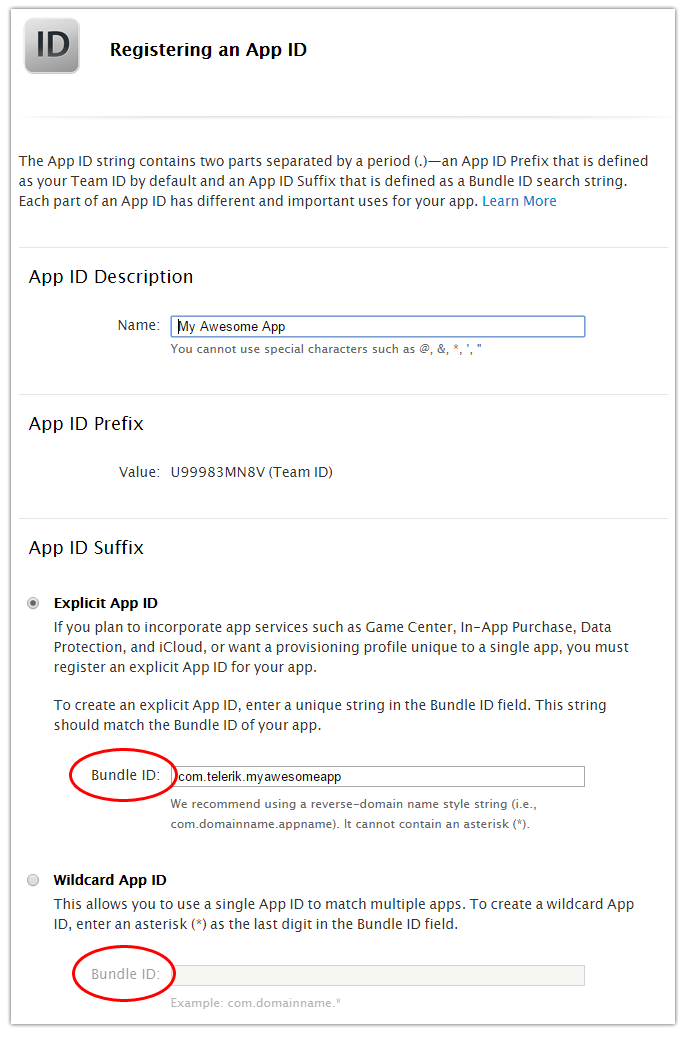 ID
Registering an App ID
The App ID string contains two parts separated by a period (.)—an App ID Prefix that is defined
as your Team ID by default and an App ID Suffix that is defined as a Bundle ID search string.
Each part of an App ID has different and important uses for your app. Learn More
App ID Description
Name: My Awesome App
You cannot use special characters such as @, &, *, ', "
App ID Prefix
Value: U99983MN8V (Team ID)
App ID Suffix
Explicit App ID
If you plan to incorporate app services such as Game Center, In-App Purchase, Data
Protection, and iCloud, or want a provisioning profile unique to a single app, you must
register an explicit App ID for your app.
To create an explicit App ID, enter a unique string in the Bundle ID field. This string
should match the Bundle ID of your app.
Bundle ID: com.telerik.myawesomeapp
We recommend using a reverse-domain name style string (i.e.,
com.domainname.appname). It cannot contain an asterisk (*).
Wildcard App ID
This allows you to use a single App ID to match multiple apps. To create a wildcard App
ID, enter an asterisk (*) as the last digit in the Bundle ID field.
Bundle ID:
Example: com.domainname.*